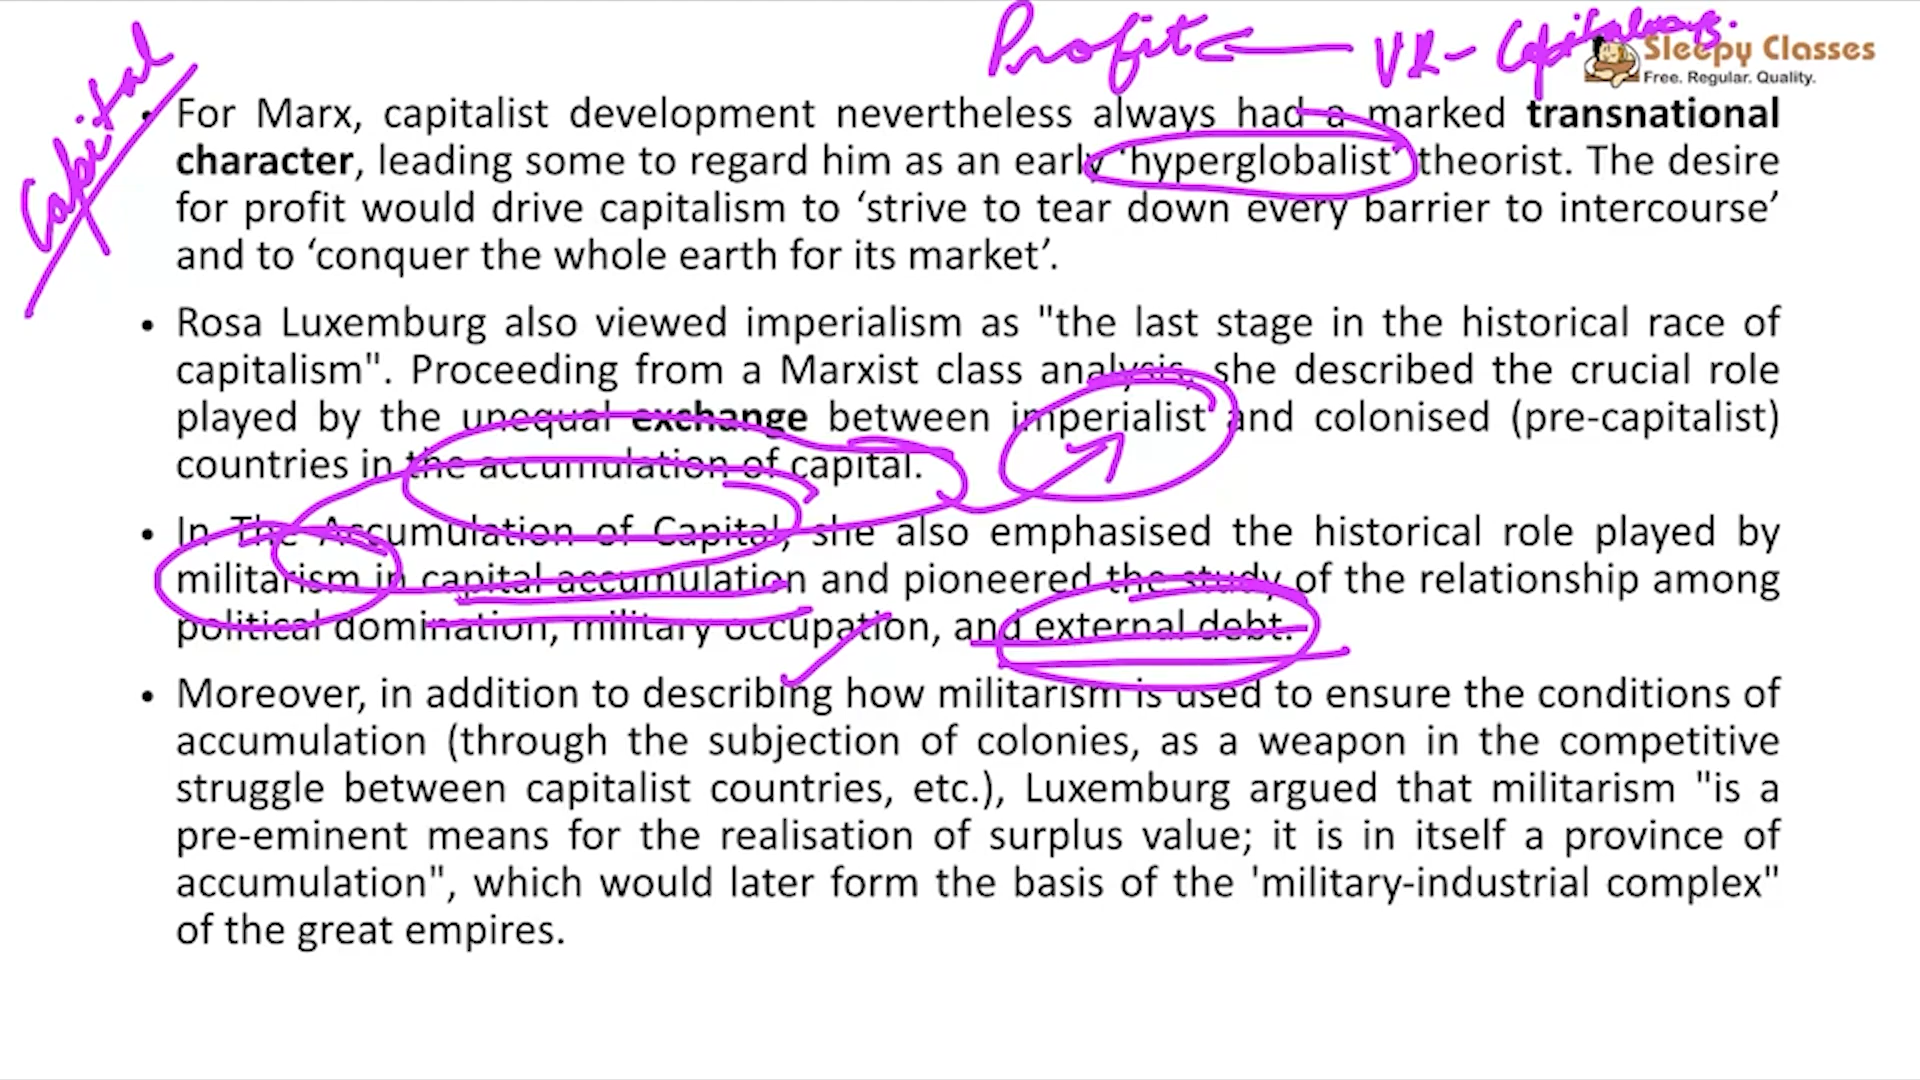 Profit ← VR - Capitalways.
Sleepy Classes
Free. Regular. Quality.
Capital
• For Marx, capitalist development nevertheless always had a marked transnational
character, leading some to regard him as an early 'hyperglobalist' theorist. The desire
for profit would drive capitalism to ‘strive to tear down every barrier to intercourse’
and to ‘conquer the whole earth for its market’.
• Rosa Luxemburg also viewed imperialism as "the last stage in the historical race of
capitalism". Proceeding from a Marxist class analysis, she described the crucial role
played by the unequal exchange between imperialist and colonised (pre-capitalist)
countries in the accumulation of capital.
• In The Accumulation of Capital, she also emphasised the historical role played by
militarism in capital accumulation and pioneered the study of the relationship among
political domination, military occupation, and external debt.
• Moreover, in addition to describing how militarism is used to ensure the conditions of
accumulation (through the subjection of colonies, as a weapon in the competitive
struggle between capitalist countries, etc.), Luxemburg argued that militarism "is a
pre-eminent means for the realisation of surplus value; it is in itself a province of
accumulation", which would later form the basis of the 'military-industrial complex"
of the great empires.